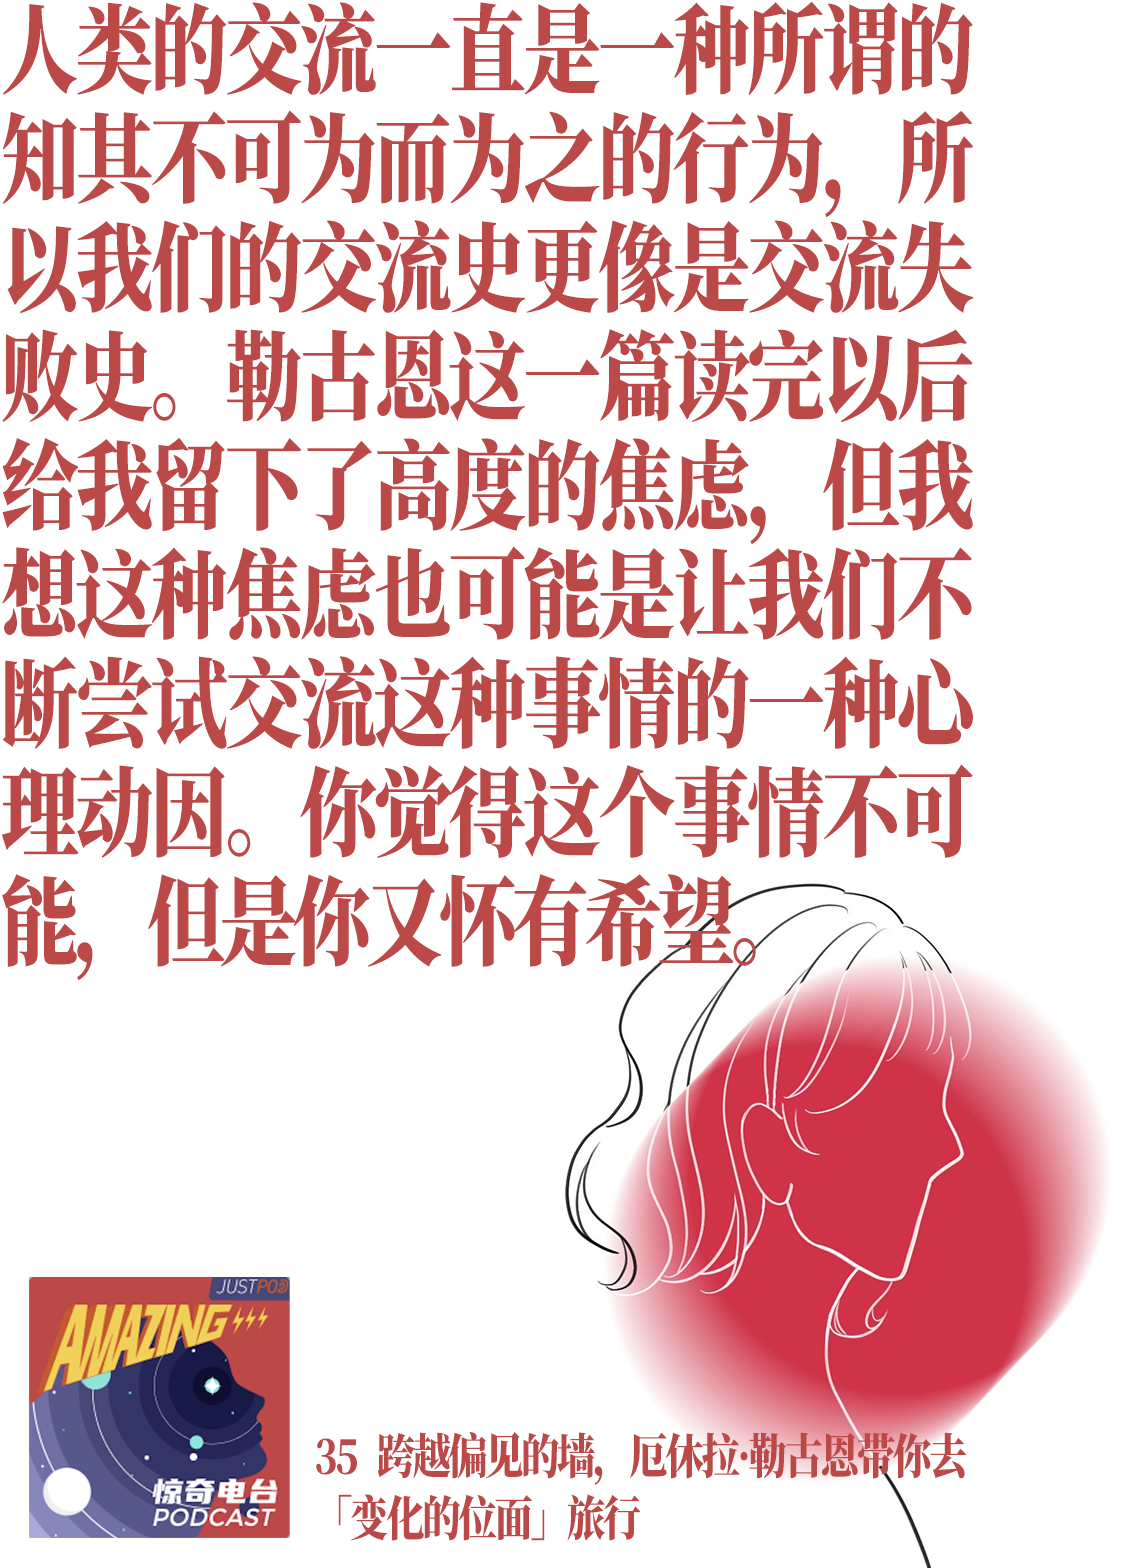 人类的交流一直是一种所谓的
知其不可为而为之的行为，所
以我们的交流史更像是交流失
败史。勒古恩这一篇读完以后
给我留下了高度的焦虑，但我
想这种焦虑也可能是让我们不
断尝试交流这种事情的一种心
理动因。你觉得这个事情不可
能，但是你又怀有希望。
JUSTPOD
AMAZING
惊奇电台
PODCAST
35 跨越偏见的墙，厄休拉·勒古恩带你去
「变化的位面」旅行